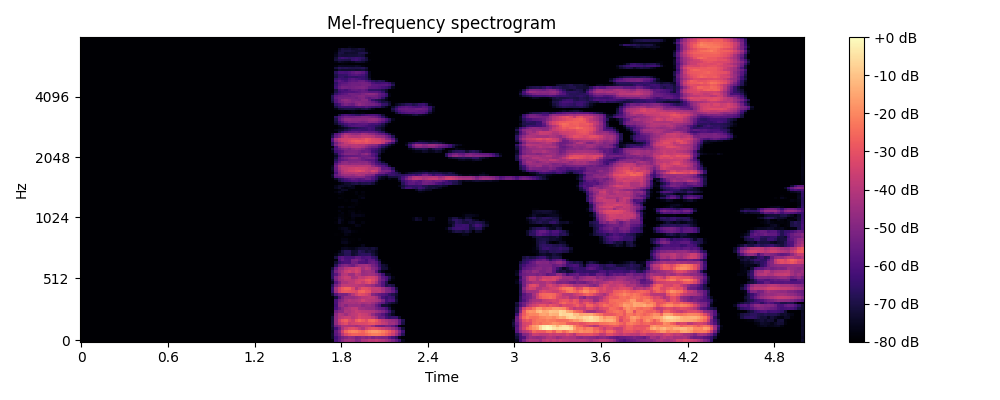 Mel-frequency spectrogram
Hz
4096
2048
1024
512
0
0 0.6 1.2 1.8 2.4 3 3.6 4.2 4.8
Time
+0 dB
-10 dB
-20 dB
-30 dB
-40 dB
-50 dB
-60 dB
-70 dB
-80 dB